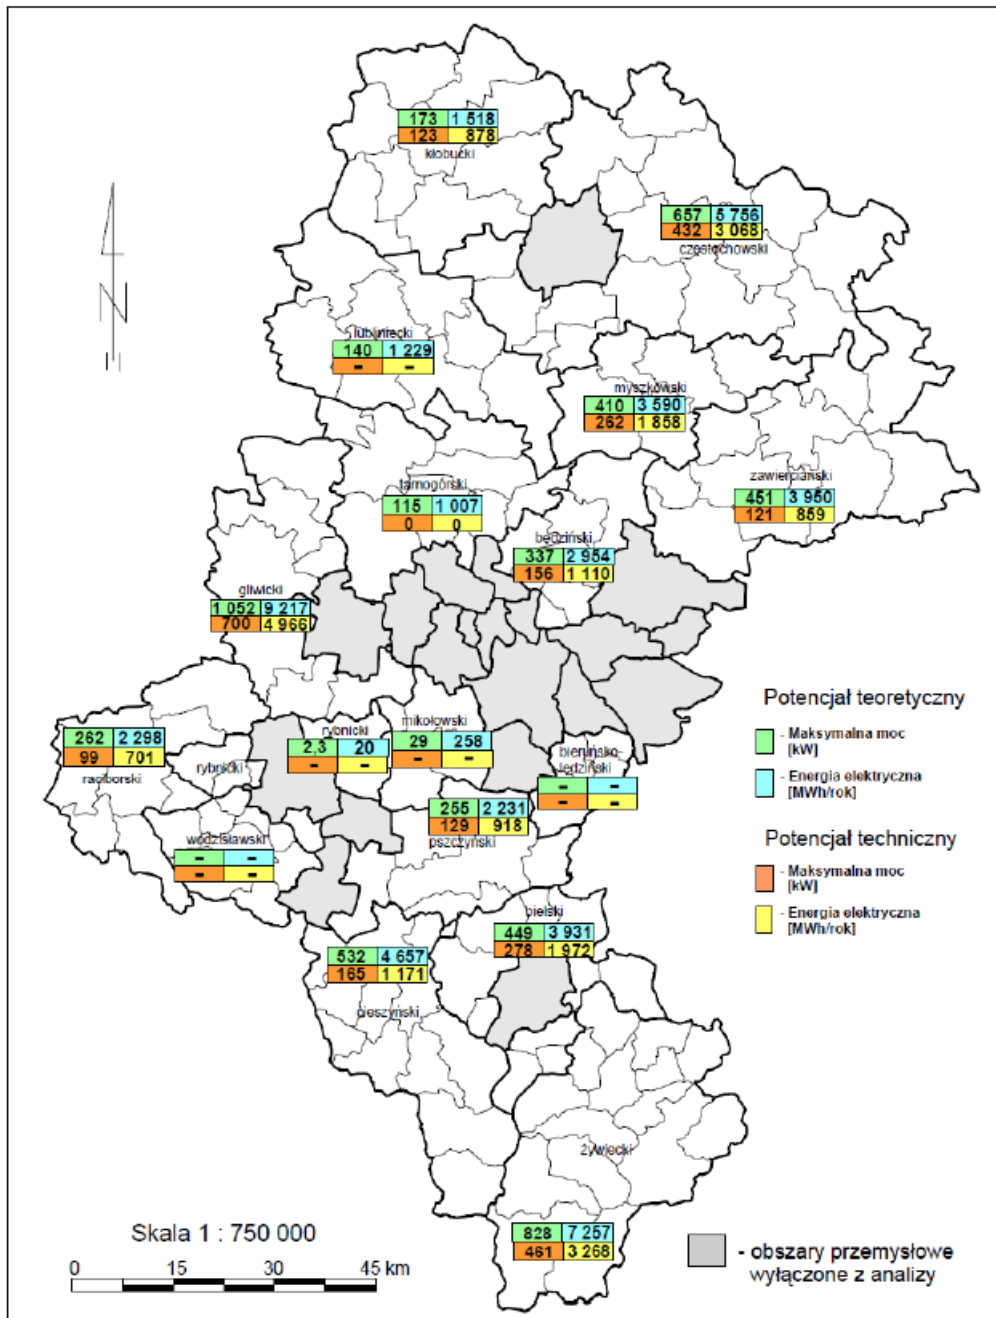 173 1 518
123 878
kłobucki
657 5 756
432 3 068
częstochowski
N
lubliniecki
140 1 229
- -
myszkowski
410 3 590
262 1 858
zawierciański
451 3 950
121 859
tarnogórski
115 1 007
0 0
będziński
337 2 954
156 1 110
gliwicki
1 052 9 217
700 4 966
262 2 298
99 701
raciborski
rybnicki
rybnicki
2,3 20
- -
mikołowski
29 258
- -
bieruńsko-
lędziński
- -
- -
255 2 231
129 918
pszczyński
wodzisławski
- -
- -
bielski
449 3 931
278 1 972
532 4 657
165 1 171
cieszyński
żywiecki
828 7 257
461 3 268
Potencjał teoretyczny
- Maksymalna moc
[kW]
- Energia elektryczna
[MWh/rok]
Potencjał techniczny
- Maksymalna moc
[kW]
- Energia elektryczna
[MWh/rok]
Skala 1 : 750 000
0 15 30 45 km
- obszary przemysłowe
wyłączone z analizy